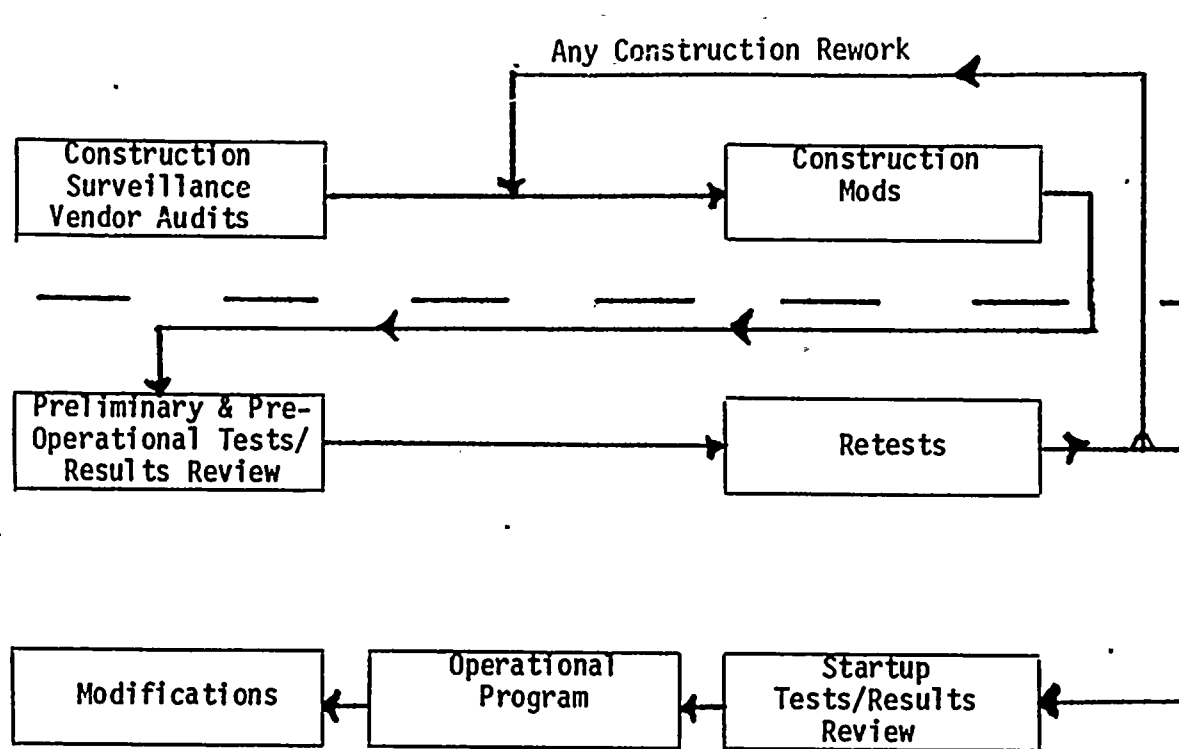 Any Construction Rework
Construction
Surveillance
Vendor Audits
Construction
Mods
Preliminary & Pre-
Operational Tests/
Results Review
Retests
Modifications
Operational
Program
Startup
Tests/Results
Review